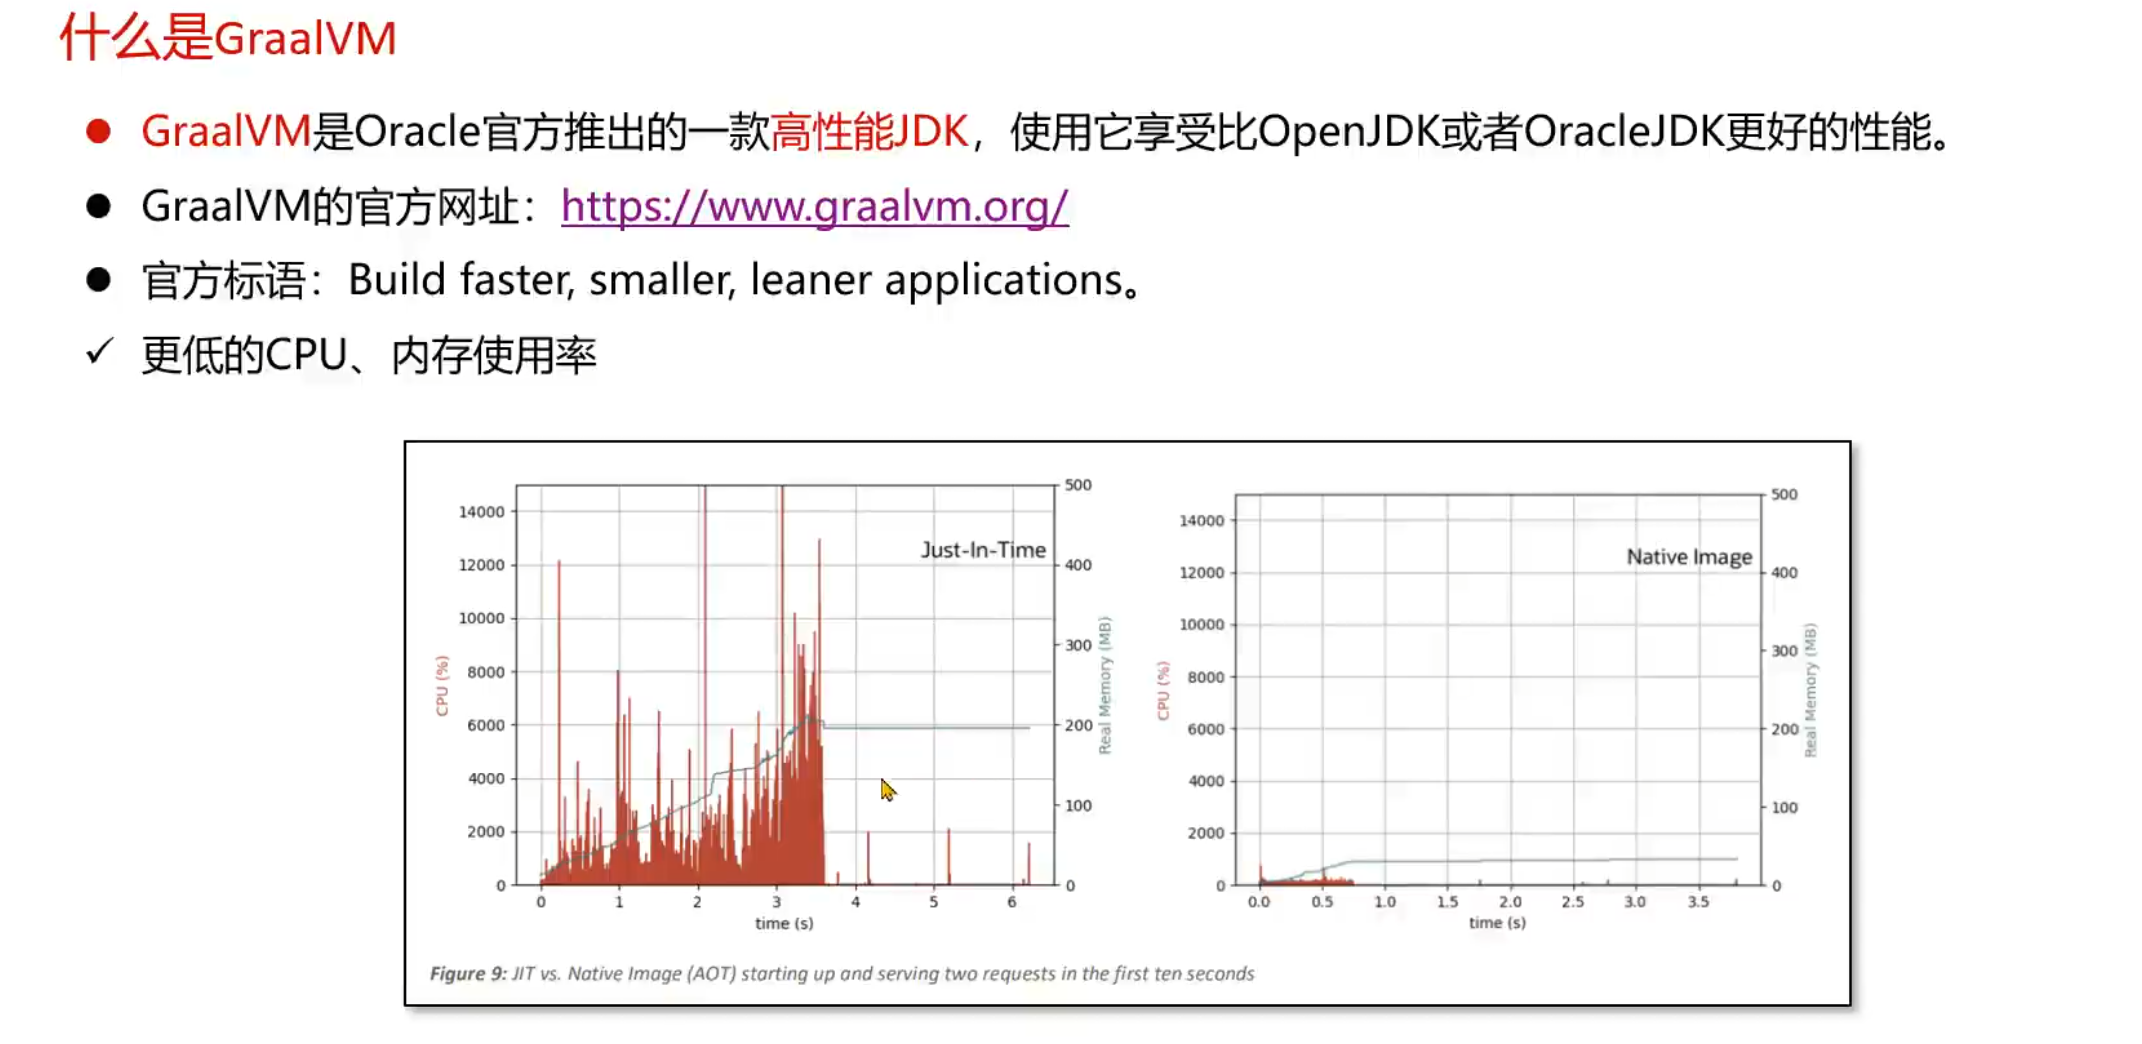 什么是GraalVM
GraalVM是Oracle官方推出的一款高性能JDK，使用它享受比OpenJDK或者OracleJDK更好的性能。
GraalVM的官方网址：https://www.graalvm.org/
官方标语：Build faster, smaller, leaner applications。
更低的CPU、内存使用率
Just-In-Time
CPU (%)
14000
12000
10000
8000
6000
4000
2000
0
500
400
300
200
100
0
Real Memory (MB)
0 1 2 3 4 5 6
time (s)
Native Image
CPU (%)
14000
12000
10000
8000
6000
4000
2000
0
500
400
300
200
100
0
Real Memory (MB)
0.0 0.5 1.0 1.5 2.0 2.5 3.0 3.5
time (s)
Figure 9: JIT vs. Native Image (AOT) starting up and serving two requests in the first ten seconds